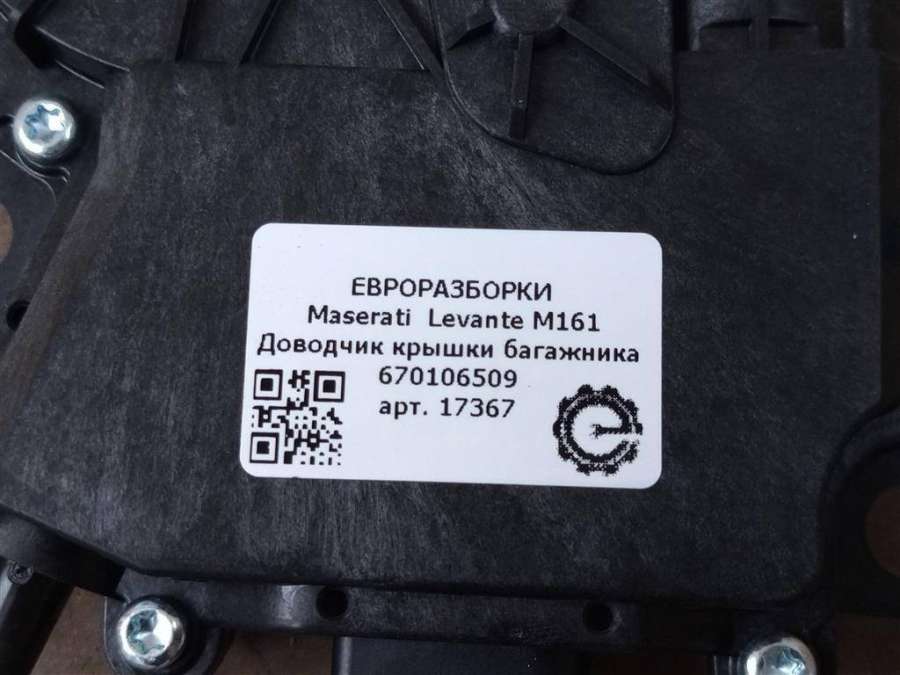 ЕВРОРАЗБОРКИ
Maserati Levante M161
Доводчик крышки багажника
670106509
арт. 17367